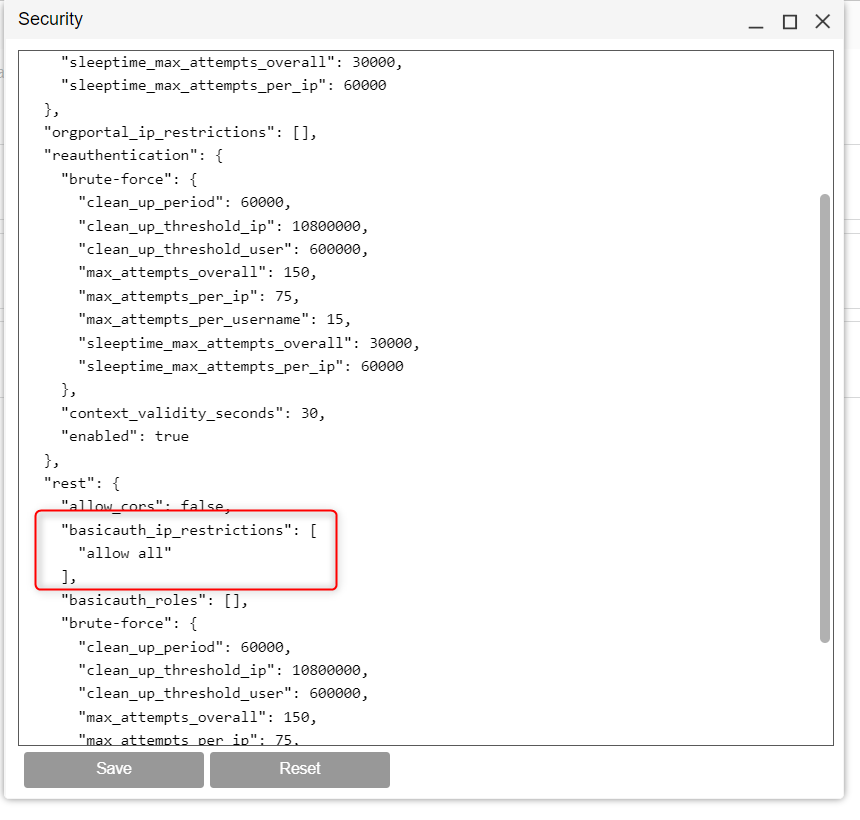 Security
"sleeptime_max_attempts_overall": 30000,
"sleeptime_max_attempts_per_ip": 60000
},
"orgportal_ip_restrictions": [],
"reauthentication": {
"brute-force": {
"clean_up_period": 60000,
"clean_up_threshold_ip": 10800000,
"clean_up_threshold_user": 600000,
"max_attempts_overall": 150,
"max_attempts_per_ip": 75,
"max_attempts_per_username": 15,
"sleeptime_max_attempts_overall": 30000,
"sleeptime_max_attempts_per_ip": 60000
},
"context_validity_seconds": 30,
"enabled": true
},
"rest": {
"allow_cors": false,
"basicauth_ip_restrictions": [
"allow all"
],
"basicauth_roles": [],
"brute-force": {
"clean_up_period": 60000,
"clean_up_threshold_ip": 10800000,
"clean_up_threshold_user": 600000,
"max_attempts_overall": 150,
"max_attempts_per_ip": 75,
Save
Reset